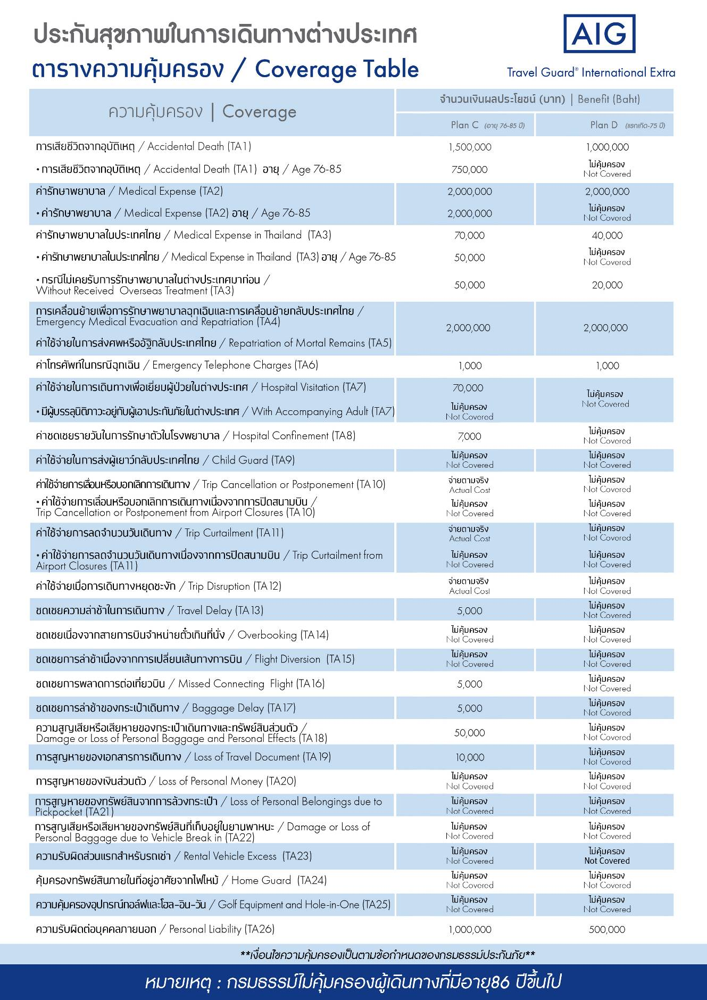 ประกันสุขภาพในการเดินทางต่างประเทศ
ตารางความคุ้มครอง / Coverage Table
AIG
Travel Guard® International Extra
ความคุ้มครอง | Coverage
จำนวนเงินผลประโยชน์ (บาท) | Benefit (Baht)
Plan C (อายุ 76-85 ปี) Plan D (แรกเกิด-75 ปี)
การเสียชีวิตจากอุบัติเหตุ / Accidental Death (TA1) 1,500,000 1,000,000
• การเสียชีวิตจากอุบัติเหตุ / Accidental Death (TA1) อายุ / Age 76-85 750,000 ไม่คุ้มครอง
Not Covered
ค่ารักษาพยาบาล / Medical Expense (TA2) 2,000,000 2,000,000
• ค่ารักษาพยาบาล / Medical Expense (TA2) อายุ / Age 76-85 2,000,000 ไม่คุ้มครอง
Not Covered
ค่ารักษาพยาบาลในประเทศไทย / Medical Expense in Thailand (TA3) 70,000 40,000
• ค่ารักษาพยาบาลในประเทศไทย / Medical Expense in Thailand (TA3) อายุ / Age 76-85 50,000 ไม่คุ้มครอง
Not Covered
• กรณีไม่เคยรับการรักษาพยาบาลในต่างประเทศมาก่อน /
Without Received Overseas Treatment (TA3) 50,000 20,000
การเคลื่อนย้ายเพื่อการรักษาพยาบาลฉุกเฉินและการเคลื่อนย้ายกลับประเทศไทย /
Emergency Medical Evacuation and Repatriation (TA4)
2,000,000 2,000,000
ค่าใช้จ่ายในการส่งศพหรืออัฐิกลับประเทศไทย / Repatriation of Mortal Remains (TA5)
ค่าโทรศัพท์ในกรณีฉุกเฉิน / Emergency Telephone Charges (TA6) 1,000 1,000
ค่าใช้จ่ายในการเดินทางเพื่อเยี่ยมผู้ป่วยในต่างประเทศ / Hospital Visitation (TA7) 70,000 ไม่คุ้มครอง
Not Covered
• มีผู้บรรลุนิติภาวะอยู่กับผู้เอาประกันภัยในต่างประเทศ / With Accompanying Adult (TA7) ไม่คุ้มครอง
Not Covered
ค่าชดเชยรายวันในการรักษาตัวในโรงพยาบาล / Hospital Confinement (TA8) 7,000 ไม่คุ้มครอง
Not Covered
ค่าใช้จ่ายในการส่งผู้เยาว์กลับประเทศไทย / Child Guard (TA9) ไม่คุ้มครอง ไม่คุ้มครอง
Not Covered Not Covered
ค่าใช้จ่ายการเลื่อนหรือบอกเลิกการเดินทาง / Trip Cancellation or Postponement (TA10) จ่ายตามจริง ไม่คุ้มครอง
Actual Cost Not Covered
• ค่าใช้จ่ายการเลื่อนหรือบอกเลิกการเดินทางเนื่องจากการปิดสนามบิน / ไม่คุ้มครอง ไม่คุ้มครอง
Trip Cancellation or Postponement from Airport Closures (TA10) Not Covered Not Covered
ค่าใช้จ่ายการลดจำนวนวันเดินทาง / Trip Curtailment (TA11) จ่ายตามจริง ไม่คุ้มครอง
Actual Cost Not Covered
• ค่าใช้จ่ายการลดจำนวนวันเดินทางเนื่องจากการปิดสนามบิน / Trip Curtailment from ไม่คุ้มครอง ไม่คุ้มครอง
Airport Closures (TA11) Not Covered Not Covered
ค่าใช้จ่ายเมื่อการเดินทางหยุดชะงัก / Trip Disruption (TA12) จ่ายตามจริง ไม่คุ้มครอง
Actual Cost Not Covered
ชดเชยความล่าช้าในการเดินทาง / Travel Delay (TA13) 5,000 ไม่คุ้มครอง
Not Covered
ชดเชยเนื่องจากสายการบินจำหน่ายตั๋วเกินที่นั่ง / Overbooking (TA14) ไม่คุ้มครอง ไม่คุ้มครอง
Not Covered Not Covered
ชดเชยการล่าช้าเนื่องจากการเปลี่ยนเส้นทางการบิน / Flight Diversion (TA15) ไม่คุ้มครอง ไม่คุ้มครอง
Not Covered Not Covered
ชดเชยการพลาดการต่อเที่ยวบิน / Missed Connecting Flight (TA16) 5,000 ไม่คุ้มครอง
Not Covered
ชดเชยการล่าช้าของกระเป๋าเดินทาง / Baggage Delay (TA17) 5,000 ไม่คุ้มครอง
Not Covered
ความสูญเสียหรือเสียหายของกระเป๋าเดินทางและทรัพย์สินส่วนตัว / 50,000 ไม่คุ้มครอง
Damage or Loss of Personal Baggage and Personal Effects (TA18) Not Covered
การสูญหายของเอกสารการเดินทาง / Loss of Travel Document (TA19) 10,000 ไม่คุ้มครอง
Not Covered
การสูญหายของเงินส่วนตัว / Loss of Personal Money (TA20) ไม่คุ้มครอง ไม่คุ้มครอง
Not Covered Not Covered
การสูญหายของทรัพย์สินจากการล้วงกระเป๋า / Loss of Personal Belongings due to ไม่คุ้มครอง ไม่คุ้มครอง
Pickpocket (TA21) Not Covered Not Covered
การสูญเสียหรือเสียหายของทรัพย์สินที่เก็บอยู่ในยานพาหนะ / Damage or Loss of ไม่คุ้มครอง ไม่คุ้มครอง
Personal Baggage due to Vehicle Break in (TA22) Not Covered Not Covered
ความรับผิดส่วนแรกสำหรับรถเช่า / Rental Vehicle Excess (TA23) ไม่คุ้มครอง ไม่คุ้มครอง
Not Covered Not Covered
คุ้มครองทรัพย์สินภายในที่อยู่อาศัยจากไฟไหม้ / Home Guard (TA24) ไม่คุ้มครอง ไม่คุ้มครอง
Not Covered Not Covered
ความคุ้มครองอุปกรณ์กอล์ฟและโฮล-อิน-วัน / Golf Equipment and Hole-in-One (TA25) ไม่คุ้มครอง ไม่คุ้มครอง
Not Covered Not Covered
ความรับผิดต่อบุคคลภายนอก / Personal Liability (TA26) 1,000,000 500,000
**เงื่อนไขความคุ้มครองเป็นตามข้อกำหนดของกรมธรรม์ประกันภัย**
หมายเหตุ : กรมธรรม์ไม่คุ้มครองผู้เดินทางที่มีอายุ86 ปีขึ้นไป